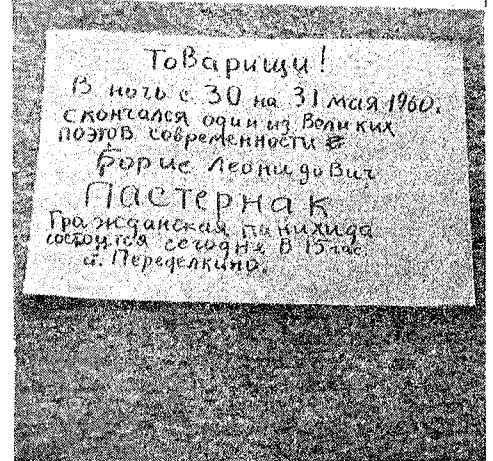 Товарищи!
В ночь с 30 на 31 мая 1960.
скончался один из Великих
поэтов современности
Борис Леонидович
Пастернак
Гражданская панихида
состоится сегодня в 15 час.
ст. Переделкино.